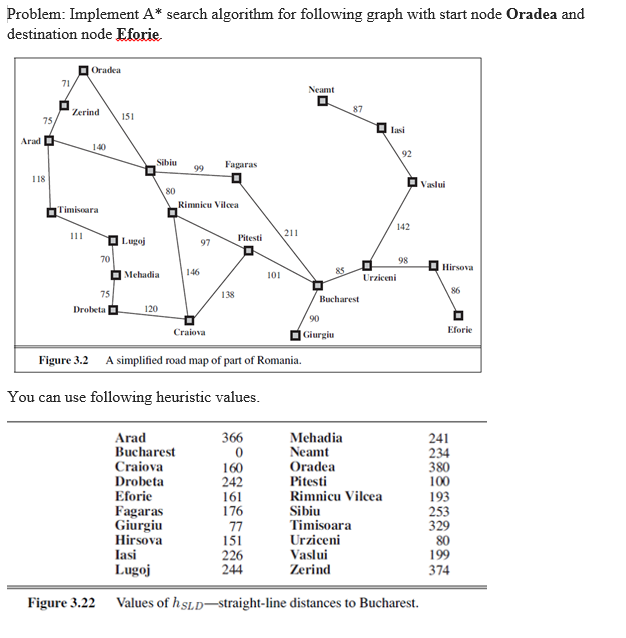 Problem: Implement A* search algorithm for following graph with start node Oradea and
destination node Eforie.
Oradea
Neamt
71
87
Zerind
151
75
Iasi
Arad
140
92
Sibiu
99
Fagaras
118
Vaslui
80
Timisoara
Rimnicu Vilcea
142
111
Lugoj
97
Pitesti
211
70
98
Hirsova
Mehadia
146
101
85
Urziceni
75
138
86
Bucharest
Drobeta
120
90
Craiova
Giurgiu
Eforie
Figure 3.2 A simplified road map of part of Romania.
You can use following heuristic values.
Arad 366 Mehadia 241
Bucharest 0 Neamt 234
Craiova 160 Oradea 380
Drobeta 242 Pitesti 100
Eforie 161 Rimnicu Vilcea 193
Fagaras 176 Sibiu 253
Giurgiu 77 Timisoara 329
Hirsova 151 Urziceni 80
Iasi 226 Vaslui 199
Lugoj 244 Zerind 374
Figure 3.22 Values of hSLD—straight-line distances to Bucharest.